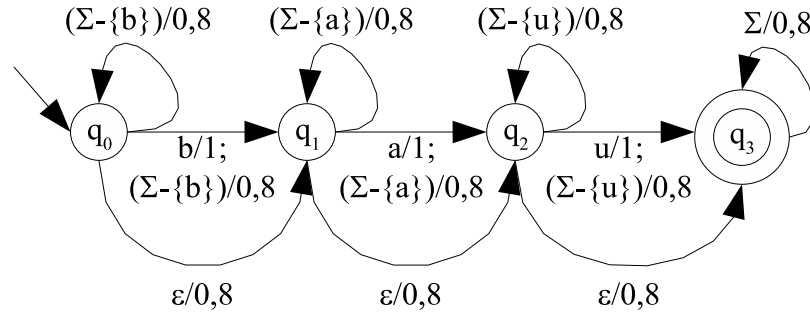 (Σ-{b})/0,8 (Σ-{a})/0,8 (Σ-{u})/0,8 Σ/0,8
q0 q1 q2 q3
b/1; a/1; u/1;
(Σ-{b})/0,8 (Σ-{a})/0,8 (Σ-{u})/0,8
ε/0,8 ε/0,8 ε/0,8